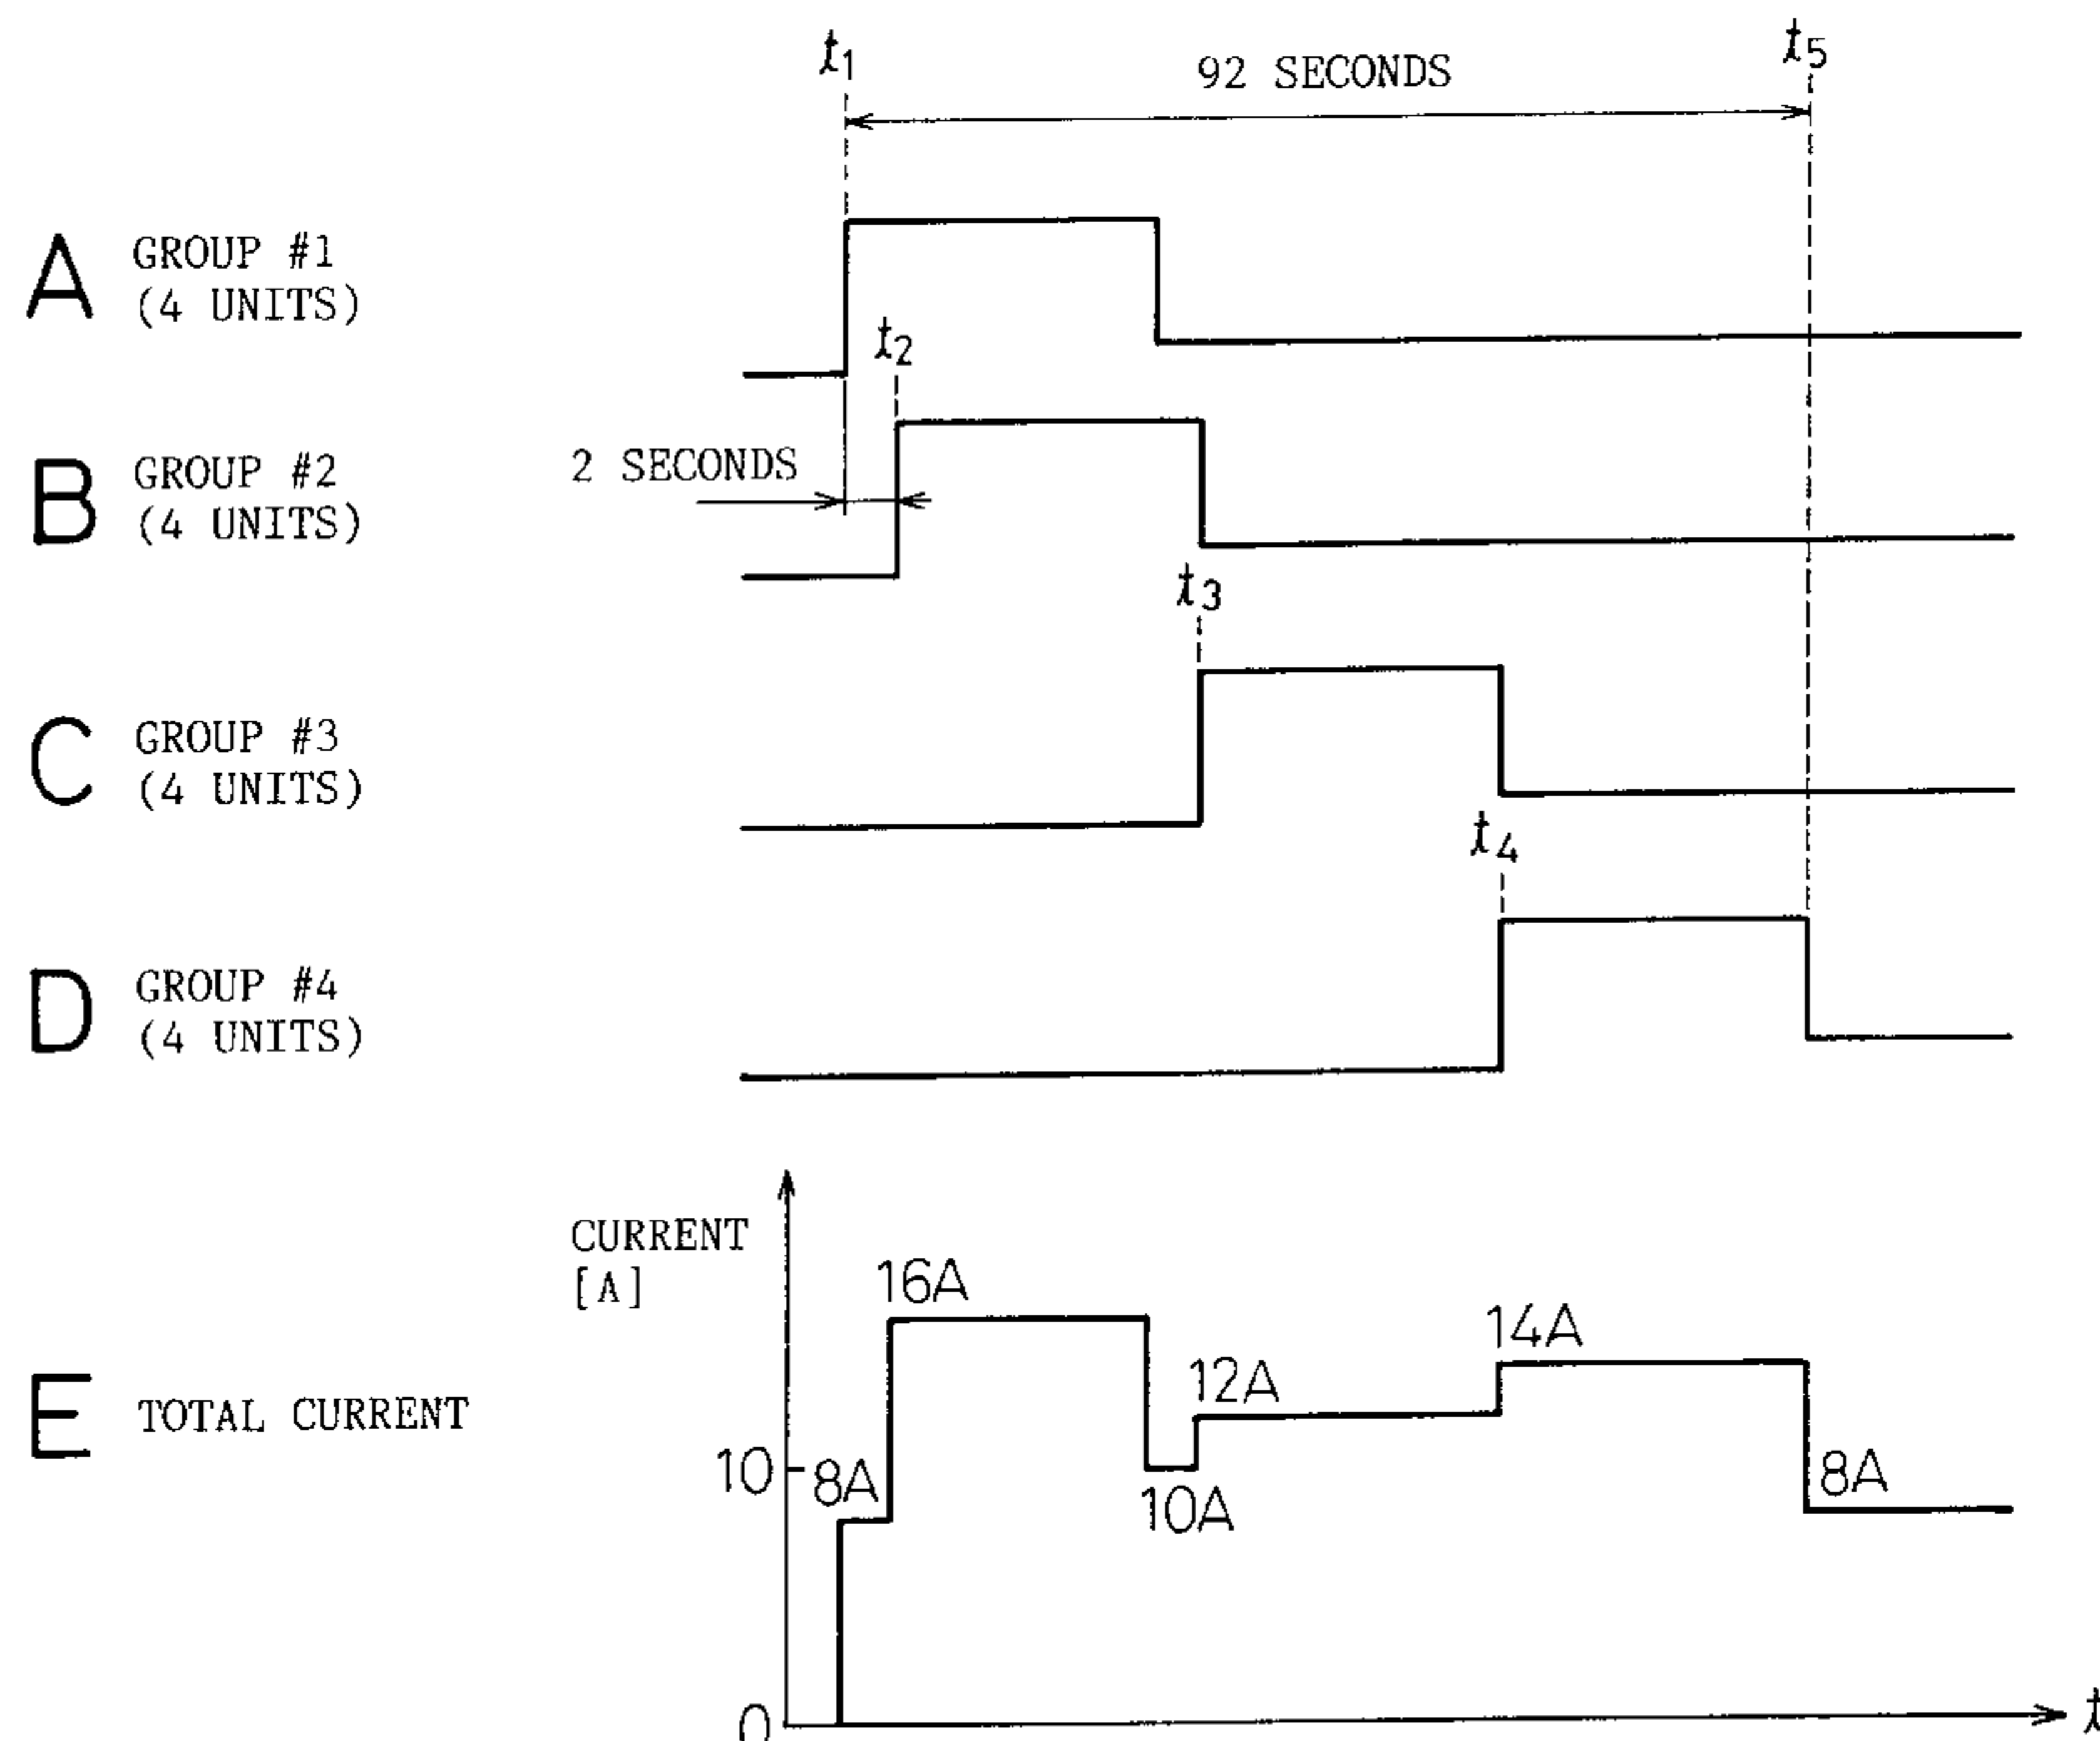 t1
92 SECONDS
t5
A GROUP #1
(4 UNITS)
t2
B GROUP #2
(4 UNITS)
2 SECONDS
t3
C GROUP #3
(4 UNITS)
t4
D GROUP #4
(4 UNITS)
CURRENT
[A]
16A
14A
12A
E TOTAL CURRENT
10
8A
10A
8A
0
t